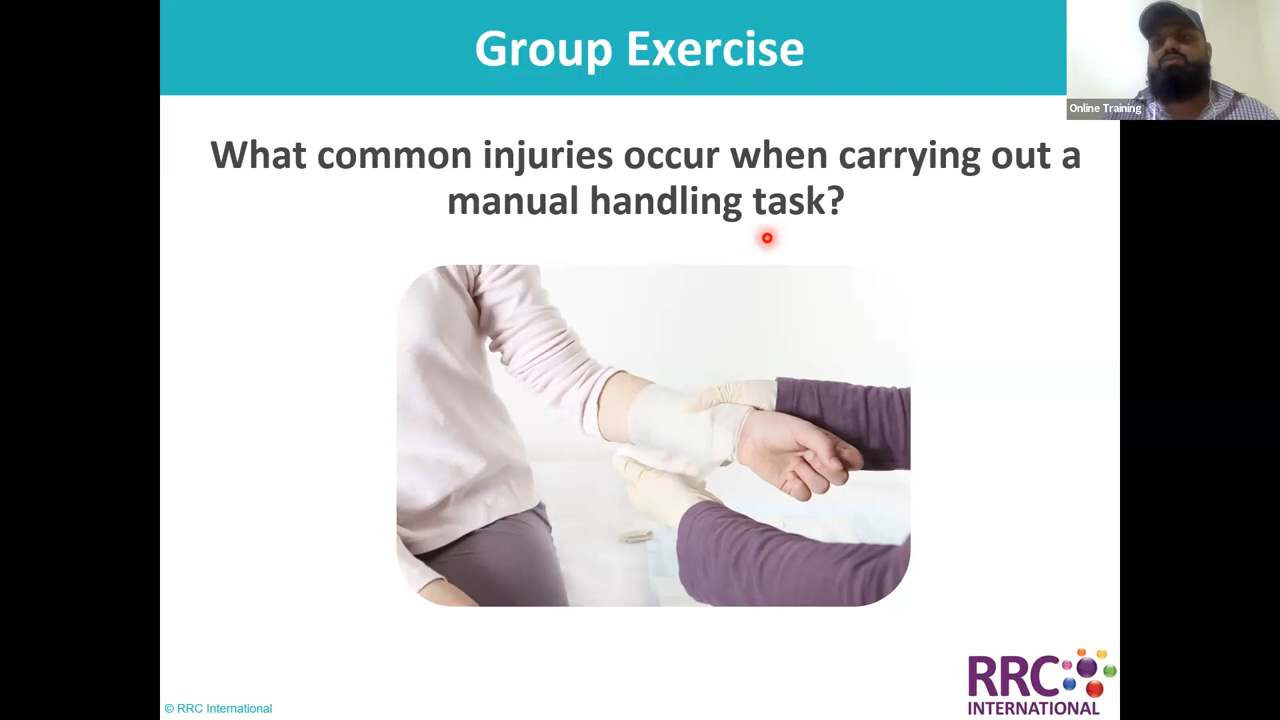 Group Exercise
Online Training
What common injuries occur when carrying out a
manual handling task?
RRC
INTERNATIONAL
© RRC International